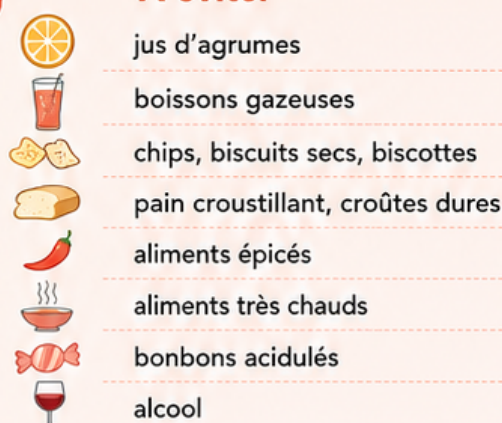 jus d’agrumes
boissons gazeuses
chips, biscuits secs, biscottes
pain croustillant, croûtes dures
aliments épicés
aliments très chauds
bonbons acidulés
alcool